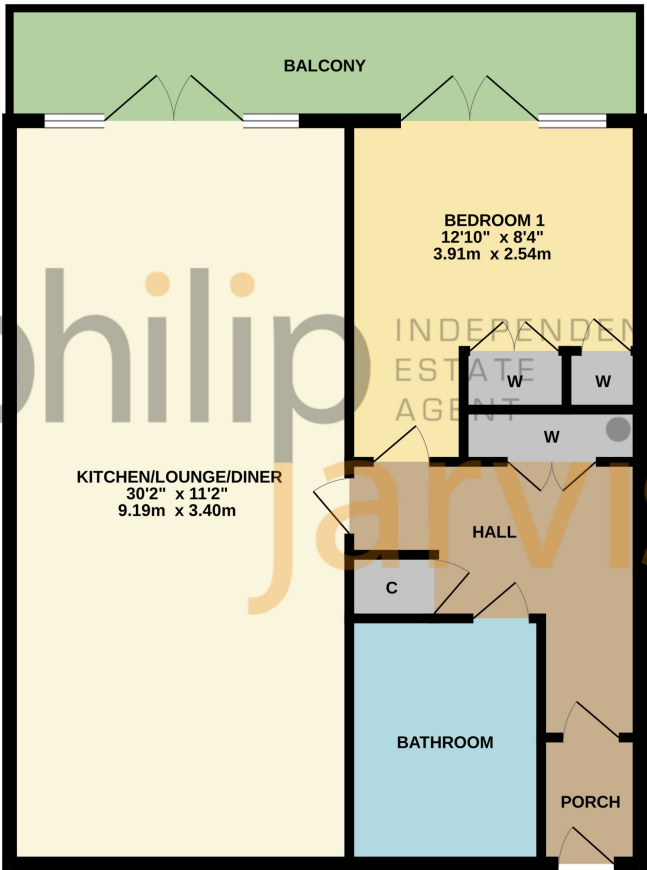 BALCONY
BEDROOM 1
12'10" x 8'4"
3.91m x 2.54m
philip
INDEPENDEN
ESTATE
AGENT
W
W
W
KITCHEN/LOUNGE/DINER
30'2" x 11'2"
9.19m x 3.40m
jarvis
HALL
C
BATHROOM
PORCH